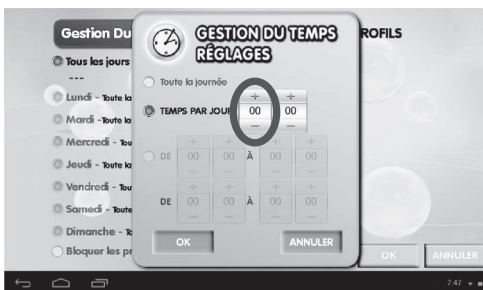 Gestion Du
ROFILS
GESTION DU TEMPS
RÉGLAGES
Tous les jours
---
Toute la journée
Lundi - Toute la
TEMPS PAR JOUR
+ +
00 00
– –
Mardi - Toute la
Mercredi - Tou
+ + + +
DE 00 00 À 00 00
– – – –
Jeudi - Toute la
Vendredi - Tou
+ + + +
DE 00 00 À 00 00
– – – –
Samedi - Toute
Dimanche - To
Bloquer les pr
OK ANNULER
OK ANNULER
7:47